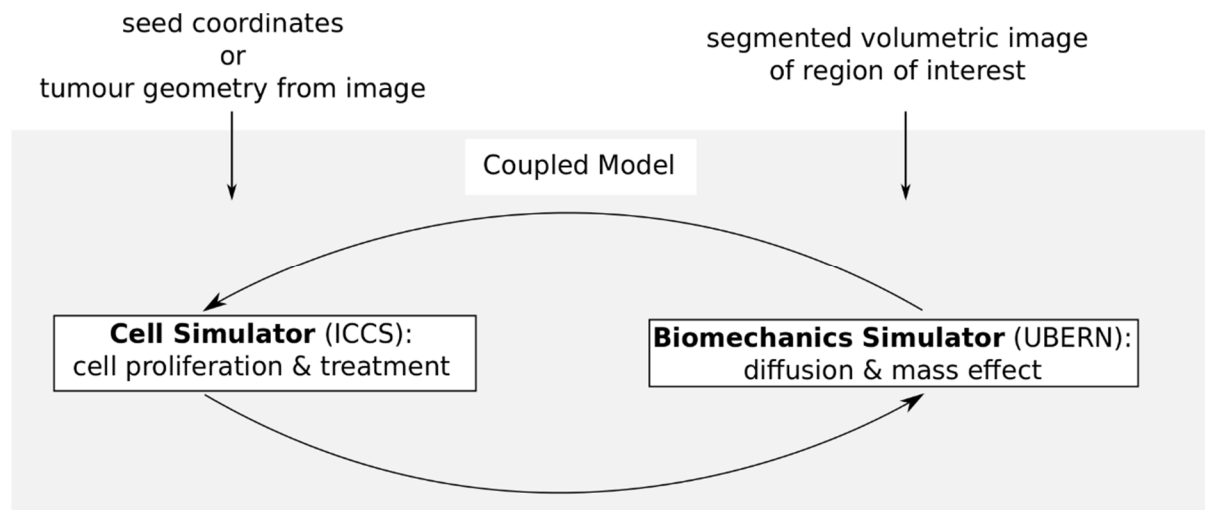 seed coordinates
or
tumour geometry from image
segmented volumetric image
of region of interest
Coupled Model
Cell Simulator (ICCS):
cell proliferation & treatment
Biomechanics Simulator (UBERN):
diffusion & mass effect